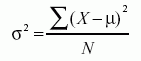 σ² = ∑(X − μ)² / N